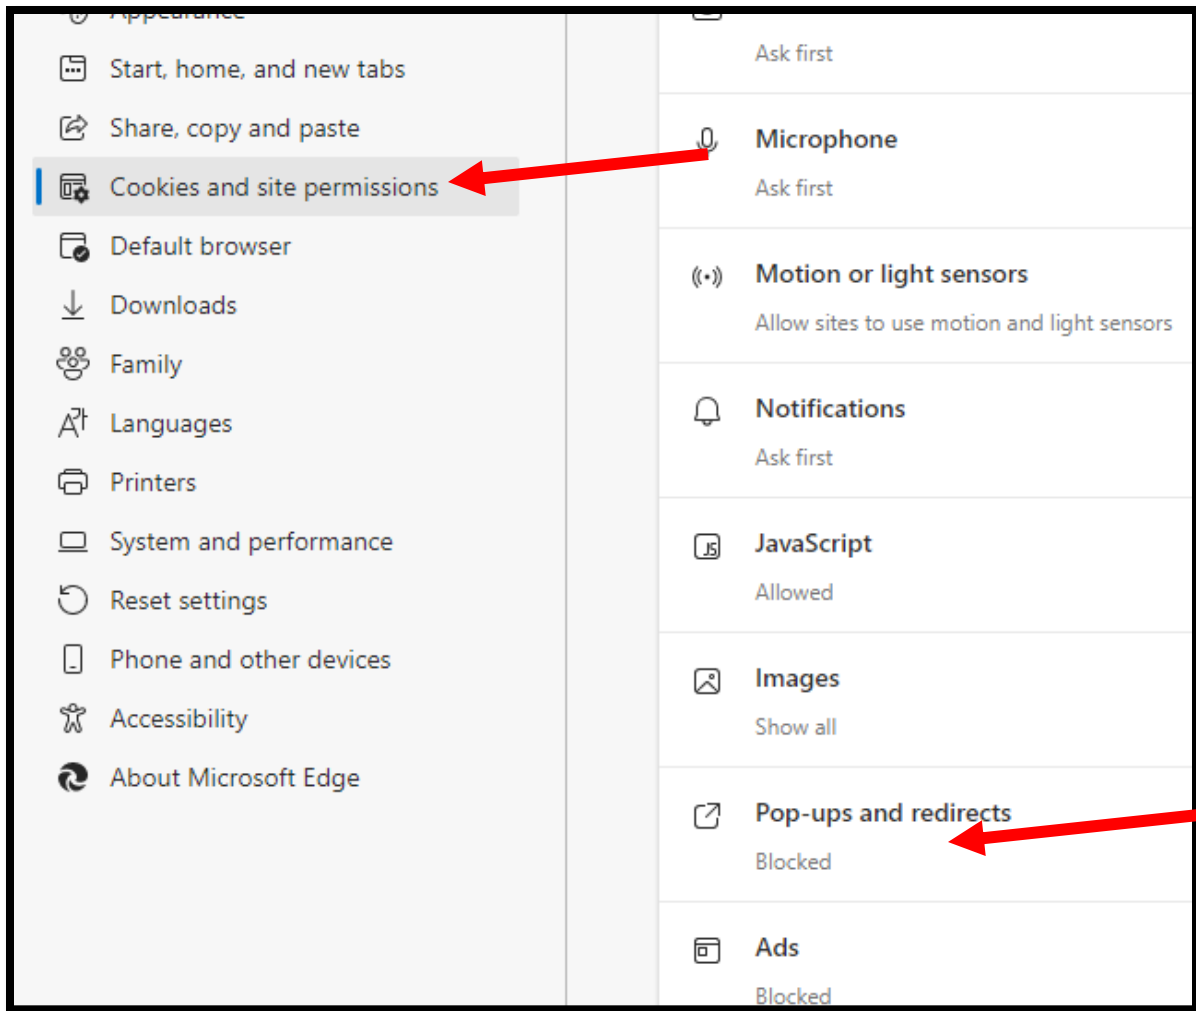 Appearance
Start, home, and new tabs
Share, copy and paste
Cookies and site permissions
Default browser
Downloads
Family
Languages
Printers
System and performance
Reset settings
Phone and other devices
Accessibility
About Microsoft Edge
Ask first
Microphone
Ask first
Motion or light sensors
Allow sites to use motion and light sensors
Notifications
Ask first
JavaScript
Allowed
Images
Show all
Pop-ups and redirects
Blocked
Ads
Blocked